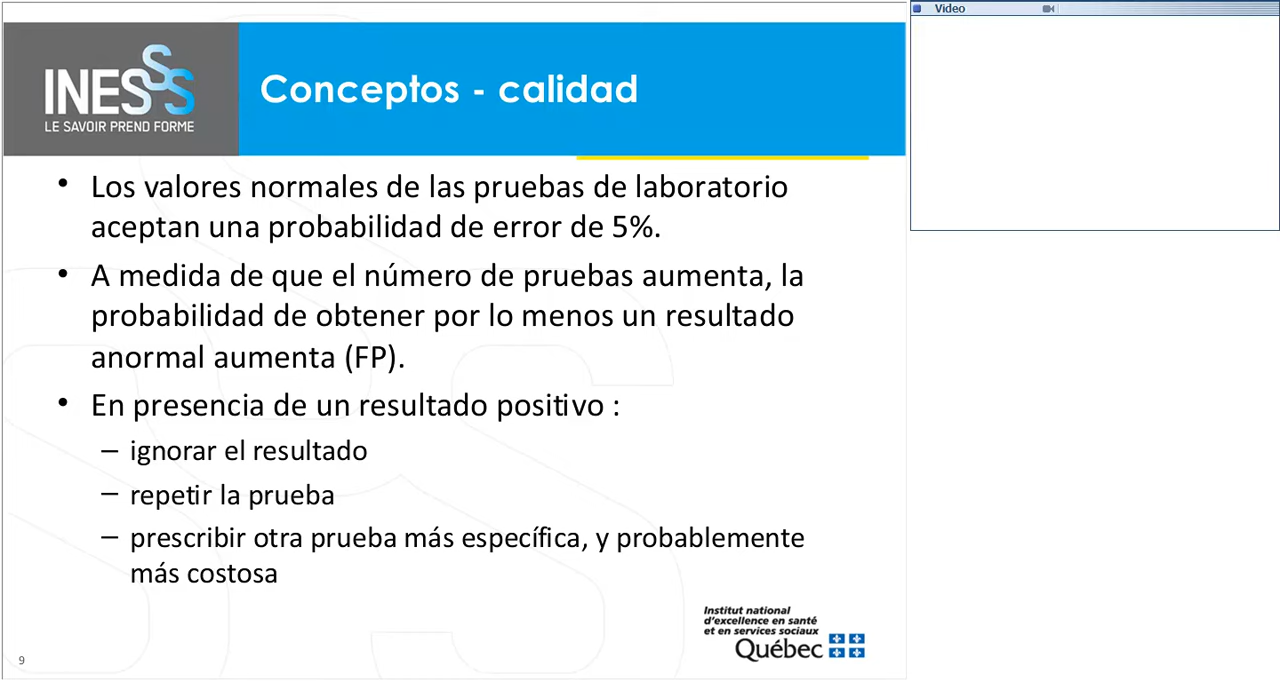 INESSS
LE SAVOIR PREND FORME
Conceptos - calidad
• Los valores normales de las pruebas de laboratorio
aceptan una probabilidad de error de 5%.
• A medida de que el número de pruebas aumenta, la
probabilidad de obtener por lo menos un resultado
anormal aumenta (FP).
• En presencia de un resultado positivo :
– ignorar el resultado
– repetir la prueba
– prescribir otra prueba más específica, y probablemente
más costosa
Institut national
d'excellence en santé
et en services sociaux
Québec
9
Video